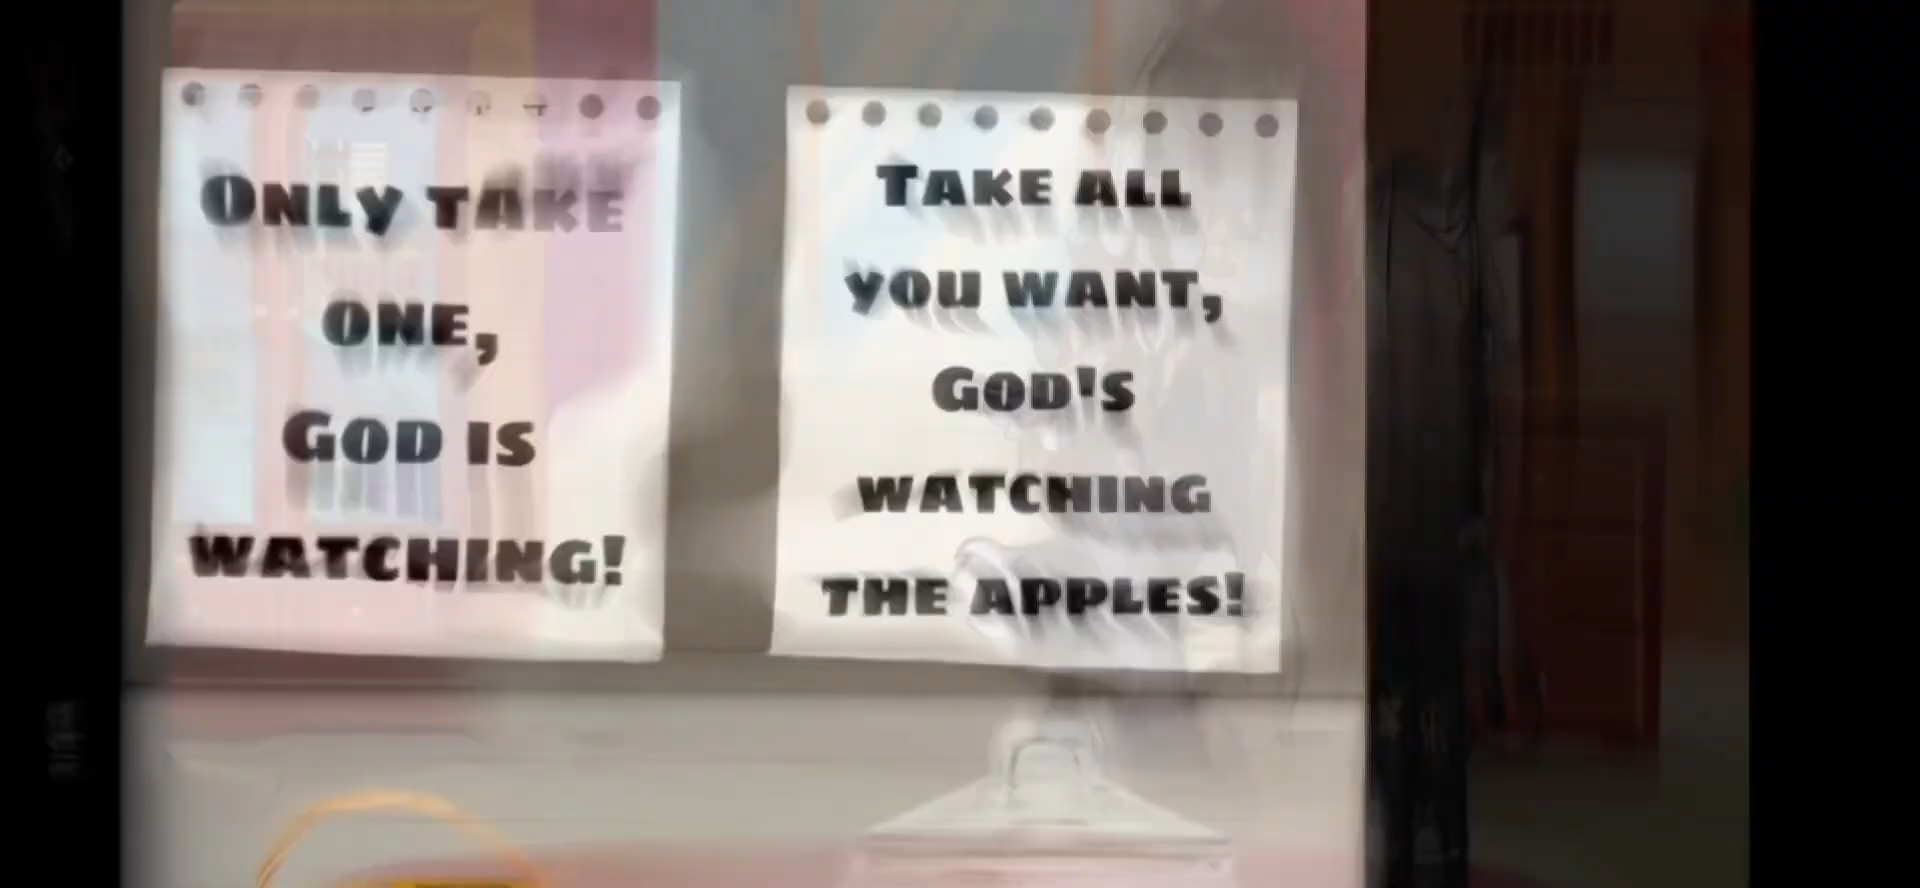 Only take
one,
God is
watching!
Take all
you want,
God's
watching
the apples!